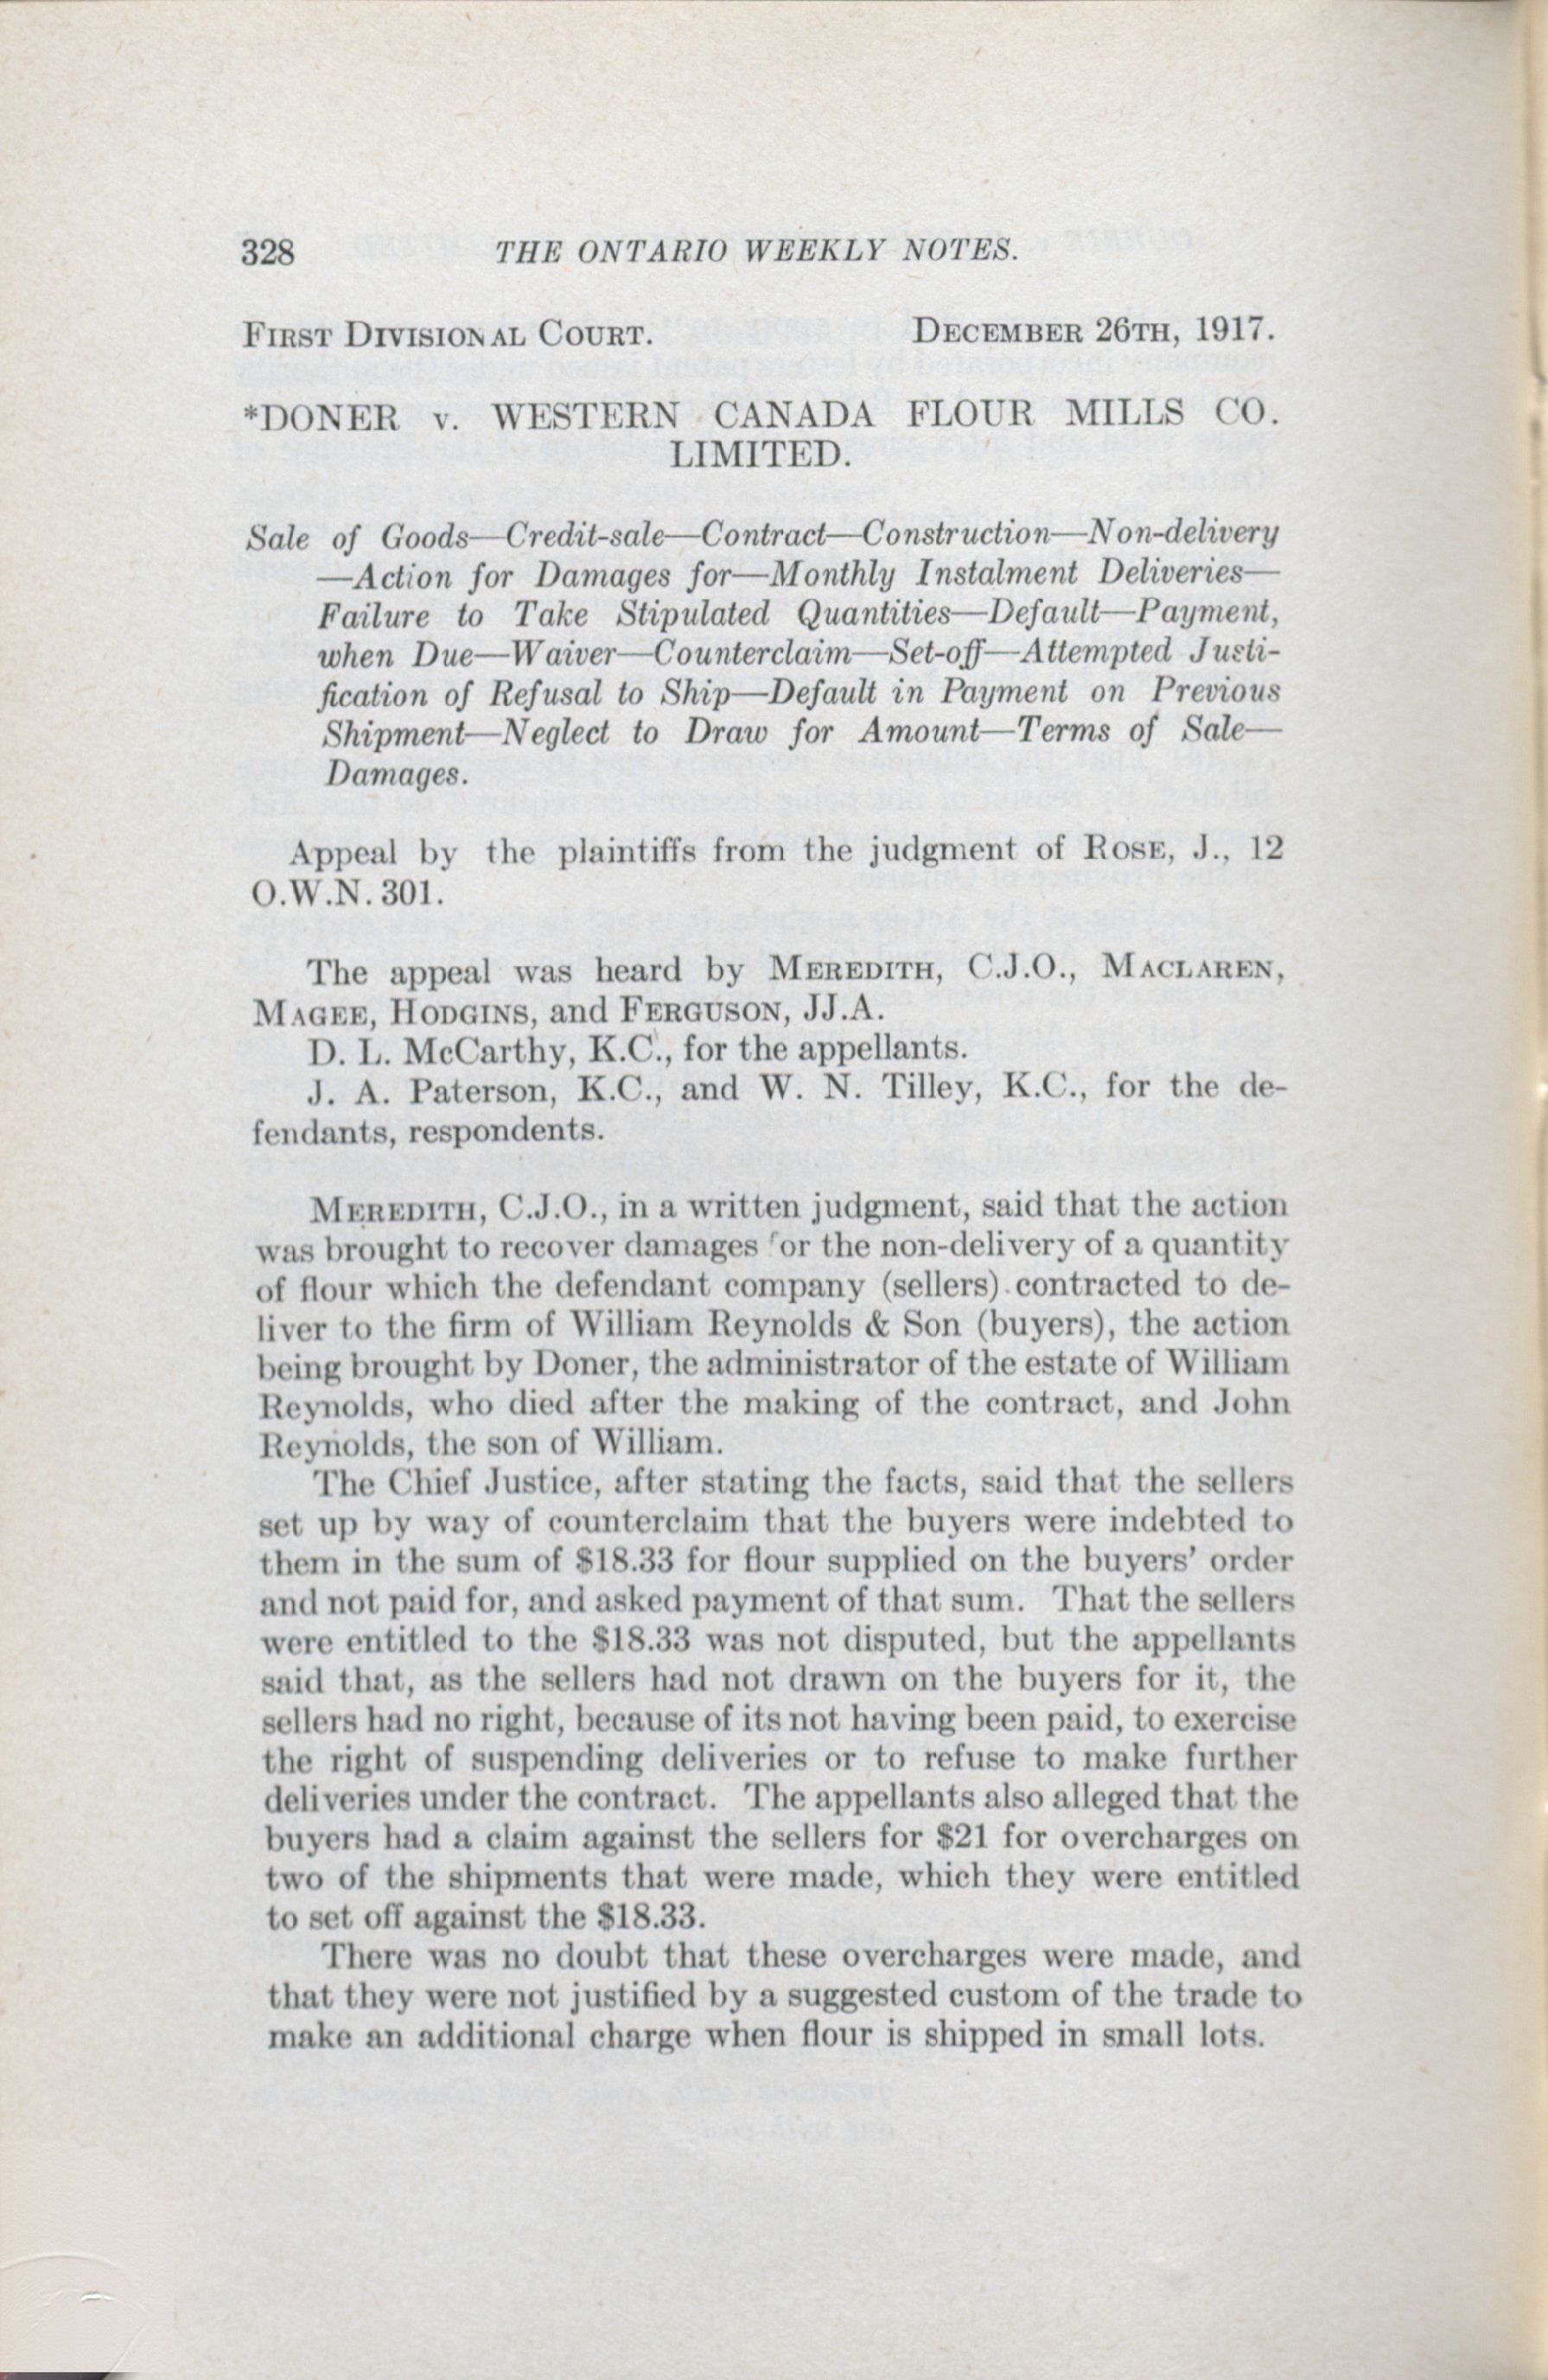 328 THE ONTARIO WEEKLY NOTES.
First Divisional Court. December 26th, 1917.
*DONER v. WESTERN CANADA FLOUR MILLS CO.
LIMITED.
Sale of Goods—Credit-sale—Contract—Construction—Non-delivery
—Action for Damages for—Monthly Instalment Deliveries—
Failure to Take Stipulated Quantities—Default—Payment,
when Due—Waiver—Counterclaim—Set-off—Attempted Justi-
fication of Refusal to Ship—Default in Payment on Previous
Shipment—Neglect to Draw for Amount—Terms of Sale—
Damages.
Appeal by the plaintiffs from the judgment of Rose, J., 12
O.W.N. 301.
The appeal was heard by Meredith, C.J.O., Maclaren,
Magee, Hodgins, and Ferguson, JJ.A.
D. L. McCarthy, K.C., for the appellants.
J. A. Paterson, K.C., and W. N. Tilley, K.C., for the de-
fendants, respondents.
Meredith, C.J.O., in a written judgment, said that the action
was brought to recover damages for the non-delivery of a quantity
of flour which the defendant company (sellers) contracted to de-
liver to the firm of William Reynolds & Son (buyers), the action
being brought by Doner, the administrator of the estate of William
Reynolds, who died after the making of the contract, and John
Reynolds, the son of William.
The Chief Justice, after stating the facts, said that the sellers
set up by way of counterclaim that the buyers were indebted to
them in the sum of $18.33 for flour supplied on the buyers' order
and not paid for, and asked payment of that sum. That the sellers
were entitled to the $18.33 was not disputed, but the appellants
said that, as the sellers had not drawn on the buyers for it, the
sellers had no right, because of its not having been paid, to exercise
the right of suspending deliveries or to refuse to make further
deliveries under the contract. The appellants also alleged that the
buyers had a claim against the sellers for $21 for overcharges on
two of the shipments that were made, which they were entitled
to set off against the $18.33.
There was no doubt that these overcharges were made, and
that they were not justified by a suggested custom of the trade to
make an additional charge when flour is shipped in small lots.